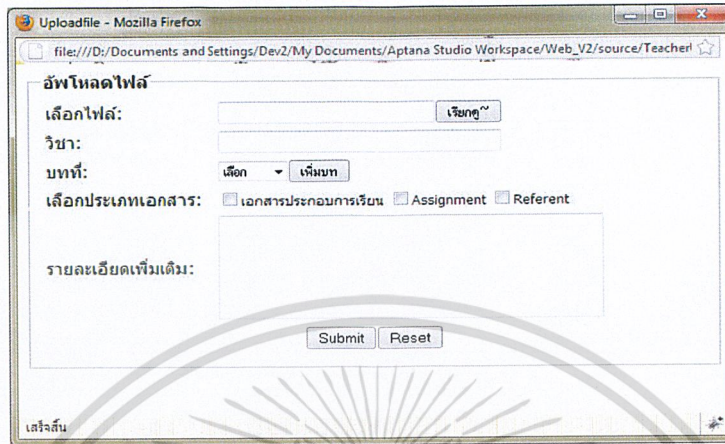 Uploadfile - Mozilla Firefox
file:///D:/Documents and Settings/Dev2/My Documents/Aptana Studio Workspace/Web_V2/source/Teacher
อัพโหลดไฟล์
เลือกไฟล์: เรียกดู~
วิชา:
บทที่: เลือก เพิ่มบท
เลือกประเภทเอกสาร: เอกสารประกอบการเรียน Assignment Referent
รายละเอียดเพิ่มเติม:
Submit Reset
เสร็จสิ้น